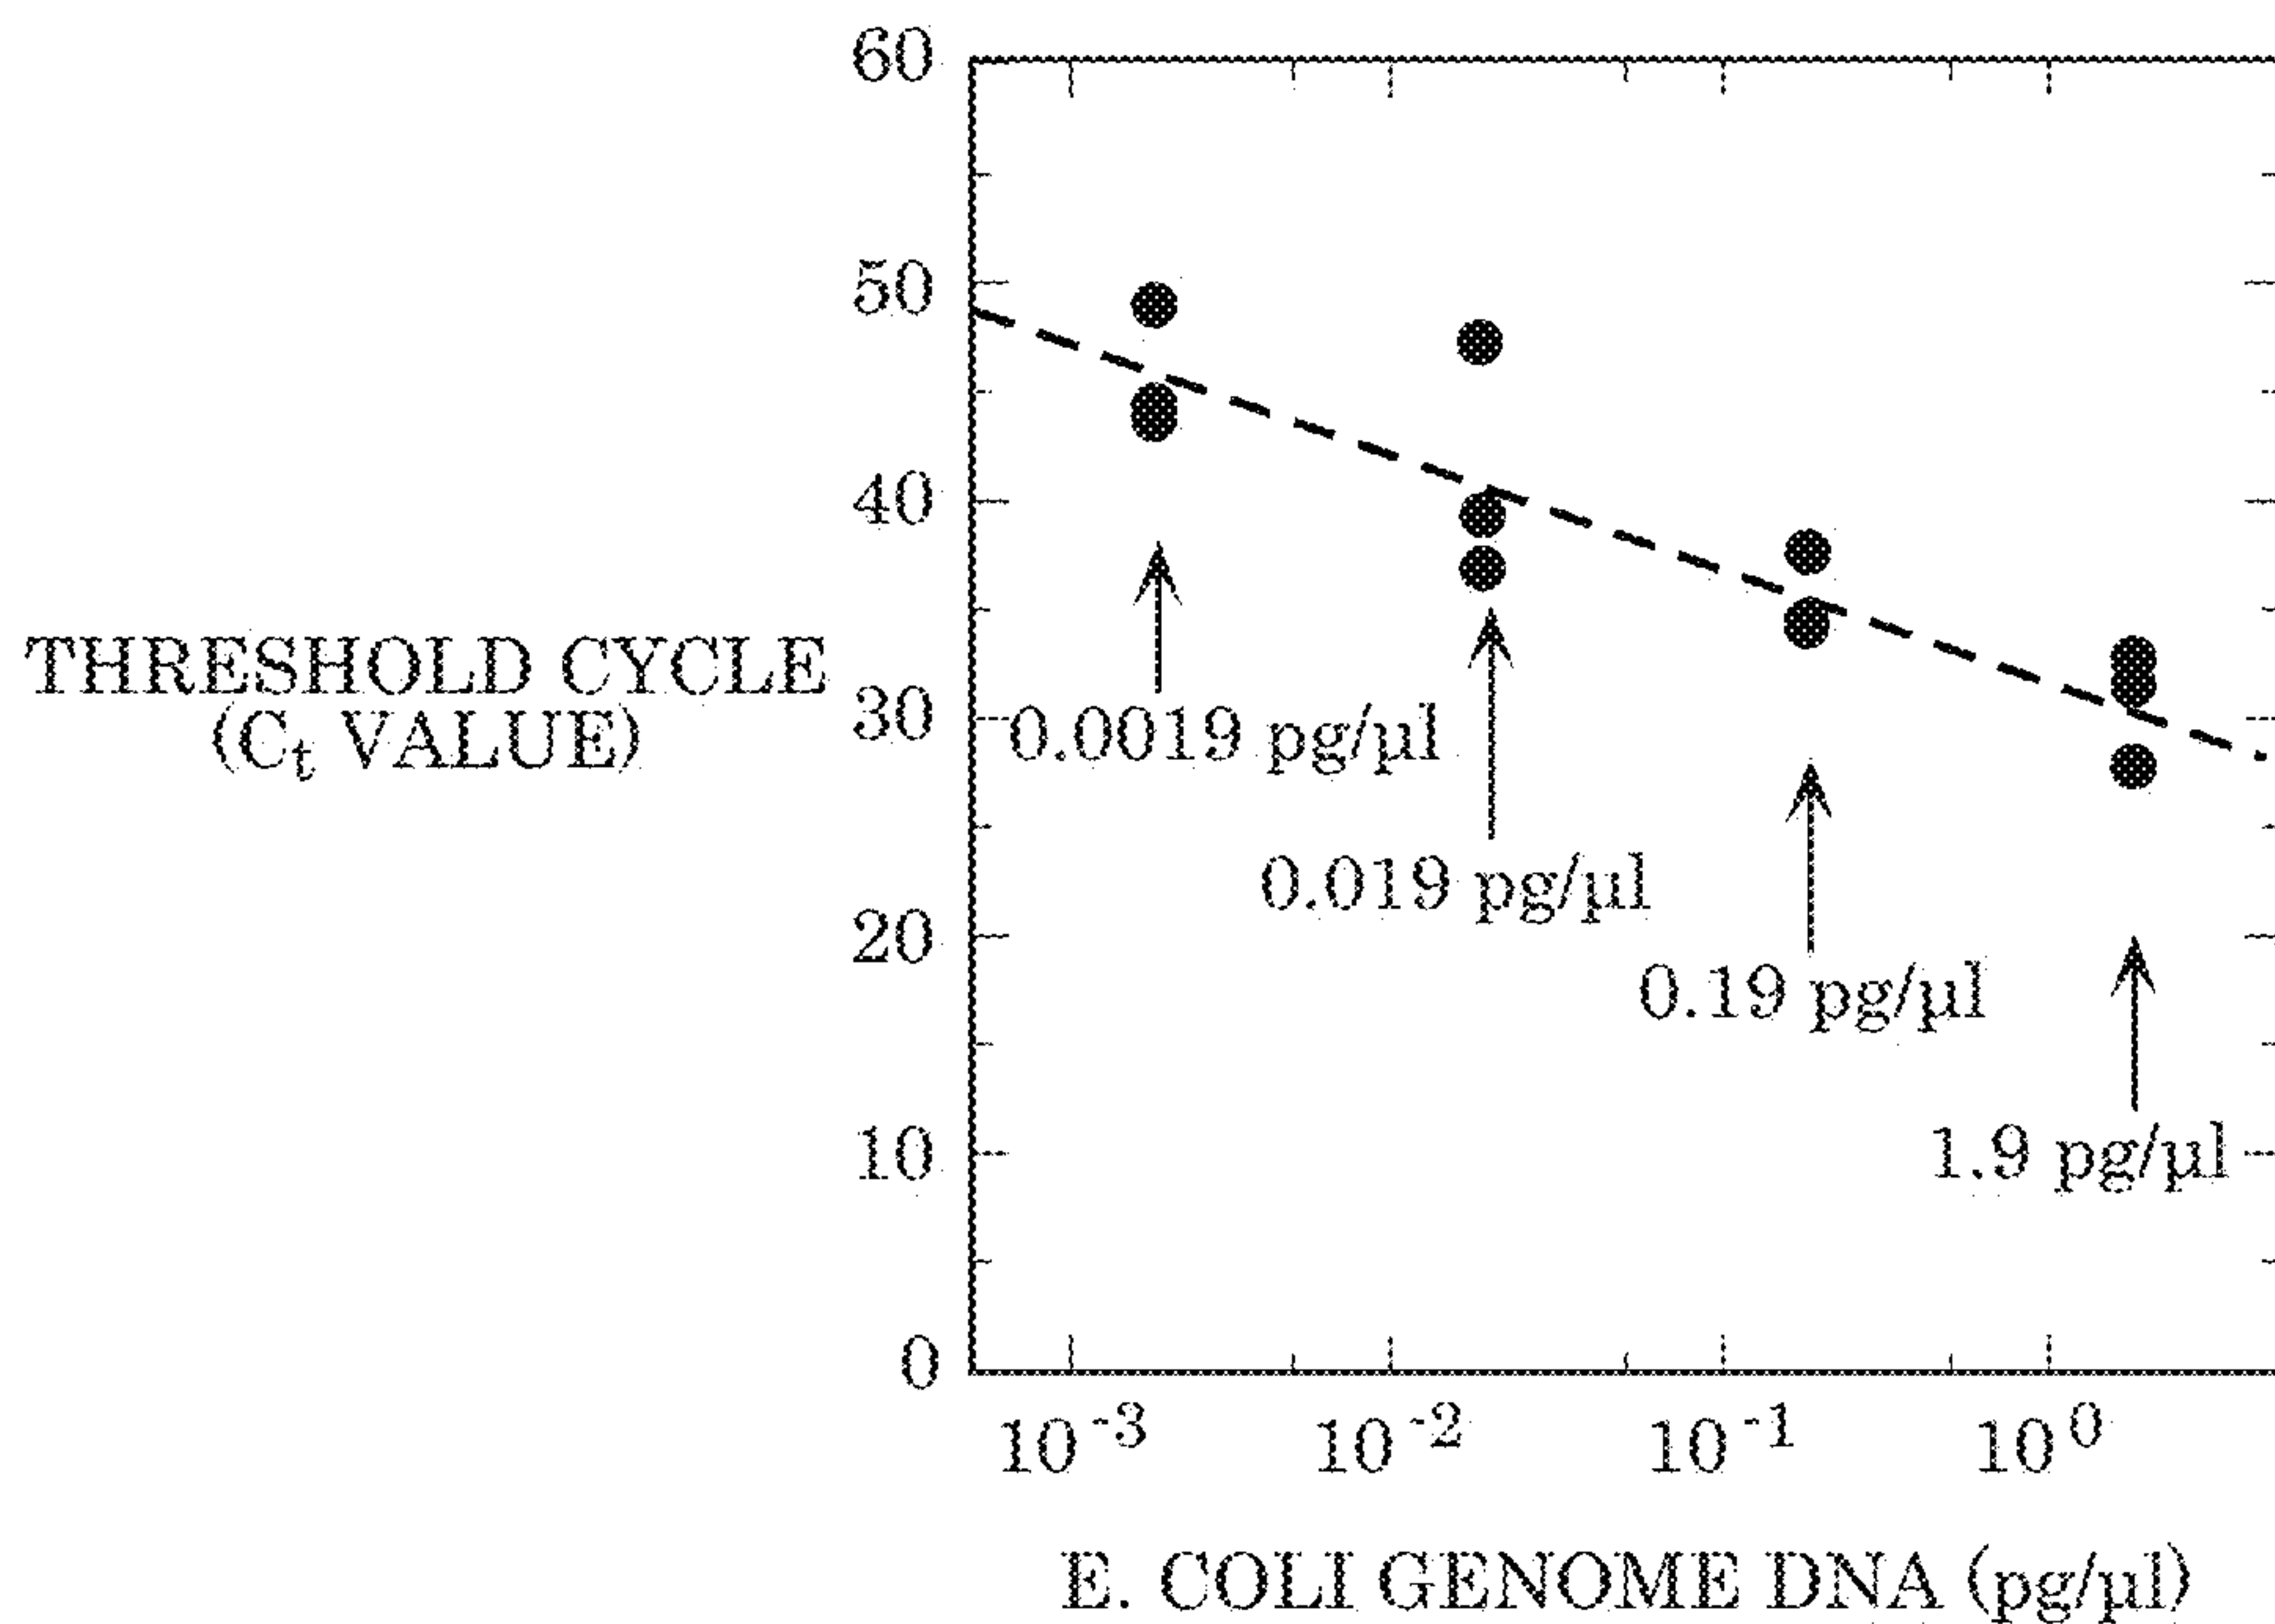 60
50
40
30
20
10
0
THRESHOLD CYCLE
(Ct VALUE)
0.0019 pg/µl
0.019 pg/µl
0.19 pg/µl
1.9 pg/µl
10-3 10-2 10-1 100
E. COLI GENOME DNA (pg/µl)